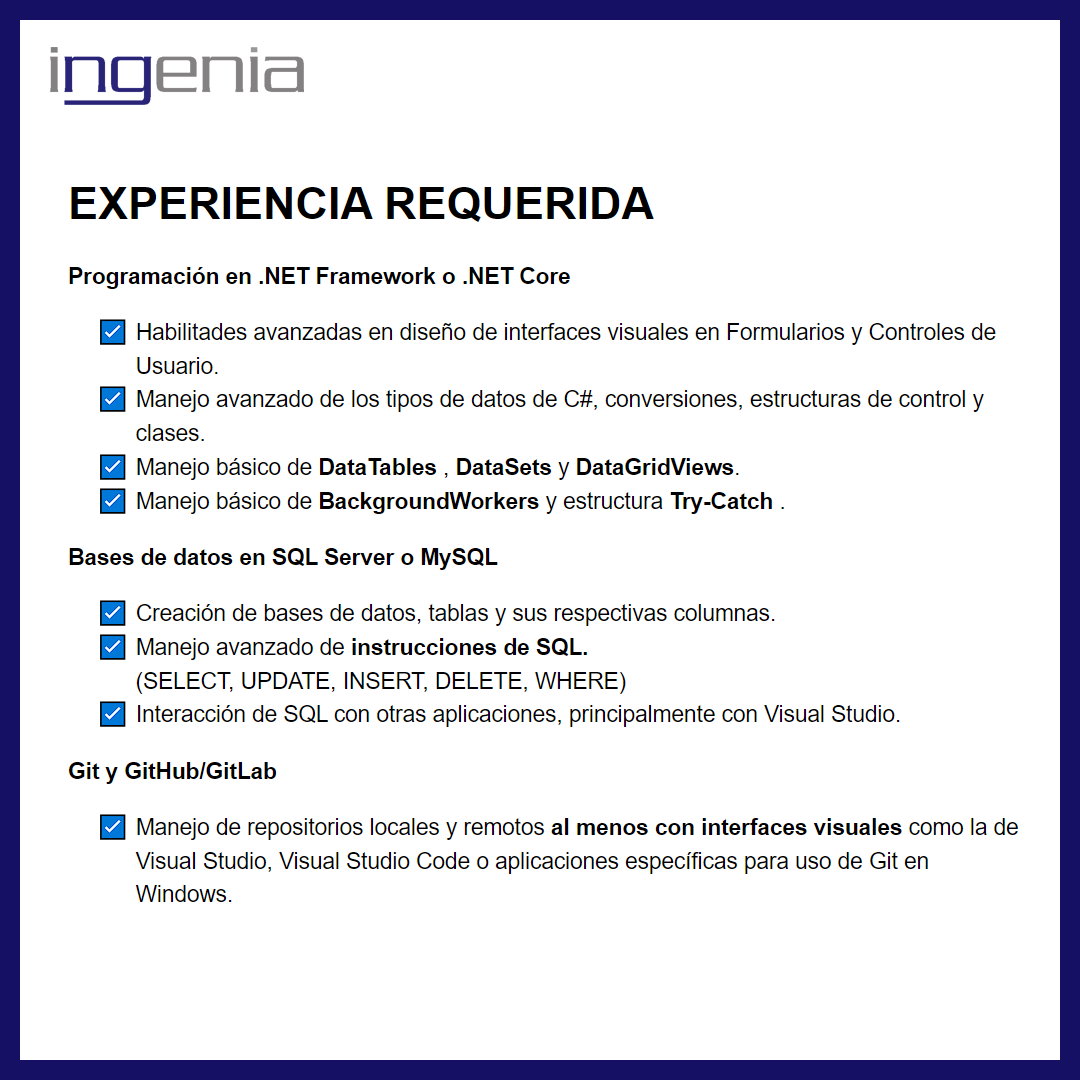 ingenia
EXPERIENCIA REQUERIDA
Programación en .NET Framework o .NET Core
Habilitades avanzadas en diseño de interfaces visuales en Formularios y Controles de
Usuario.
Manejo avanzado de los tipos de datos de C#, conversiones, estructuras de control y
clases.
Manejo básico de DataTables , DataSets y DataGridViews.
Manejo básico de BackgroundWorkers y estructura Try-Catch .
Bases de datos en SQL Server o MySQL
Creación de bases de datos, tablas y sus respectivas columnas.
Manejo avanzado de instrucciones de SQL.
(SELECT, UPDATE, INSERT, DELETE, WHERE)
Interacción de SQL con otras aplicaciones, principalmente con Visual Studio.
Git y GitHub/GitLab
Manejo de repositorios locales y remotos al menos con interfaces visuales como la de
Visual Studio, Visual Studio Code o aplicaciones específicas para uso de Git en
Windows.